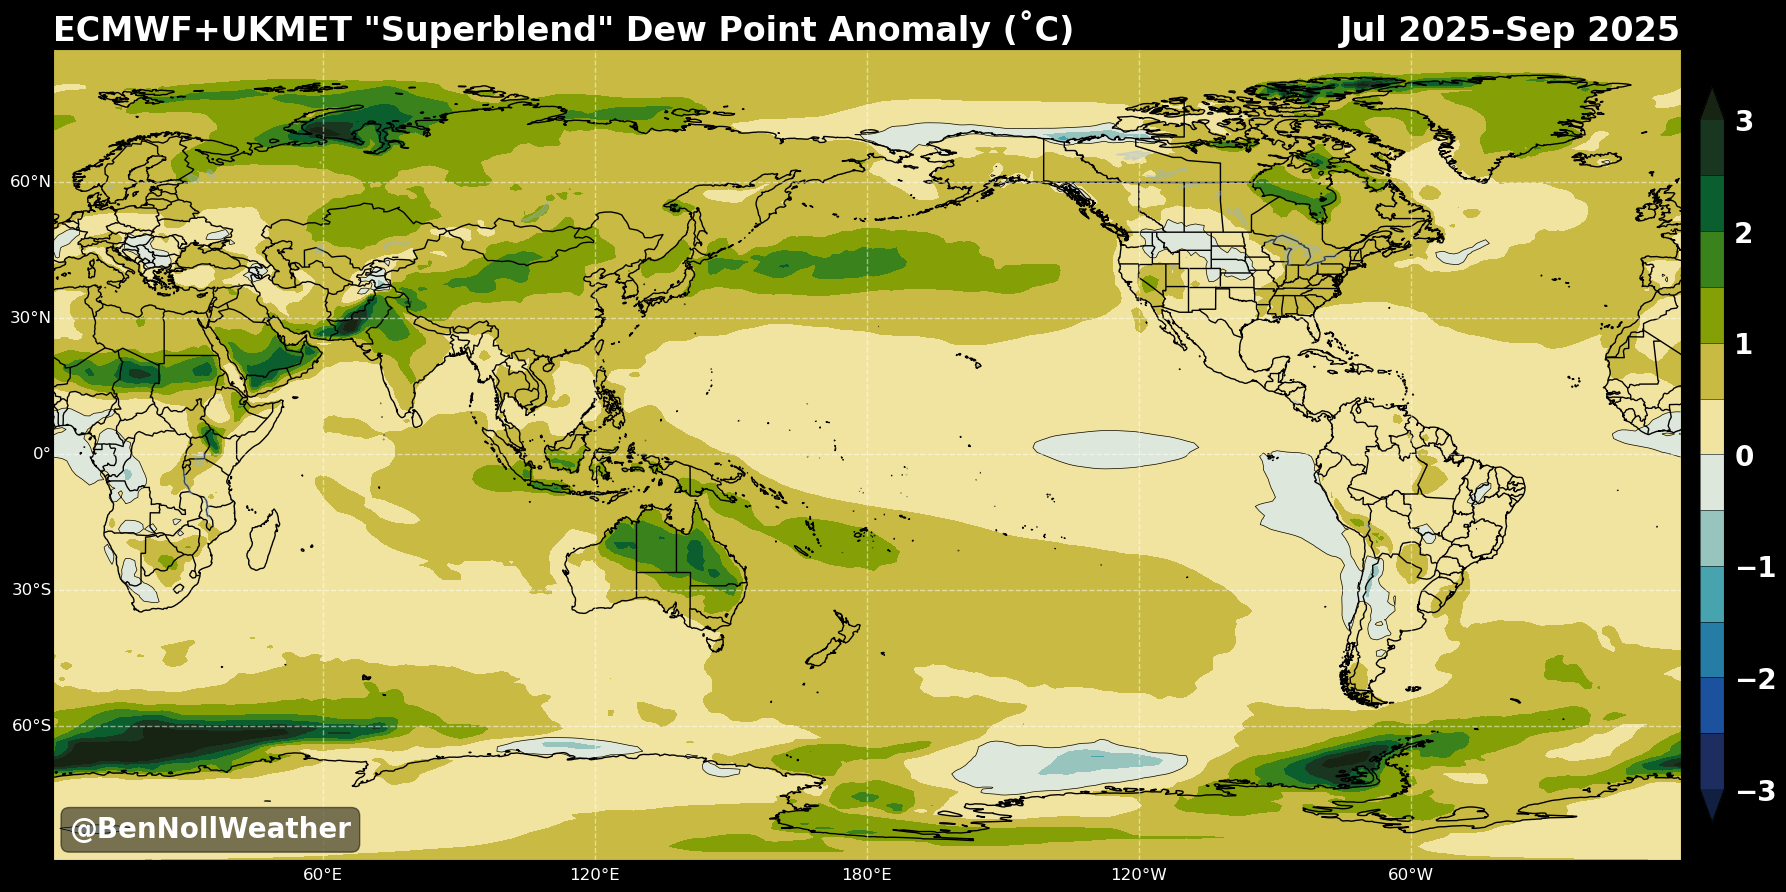 ECMWF+UKMET "Superblend" Dew Point Anomaly (˚C)
Jul 2025-Sep 2025
3
2
1
0
−1
−2
−3
60°N
30°N
0°
30°S
60°S
60°E
120°E
180°E
120°W
60°W
@BenNollWeather